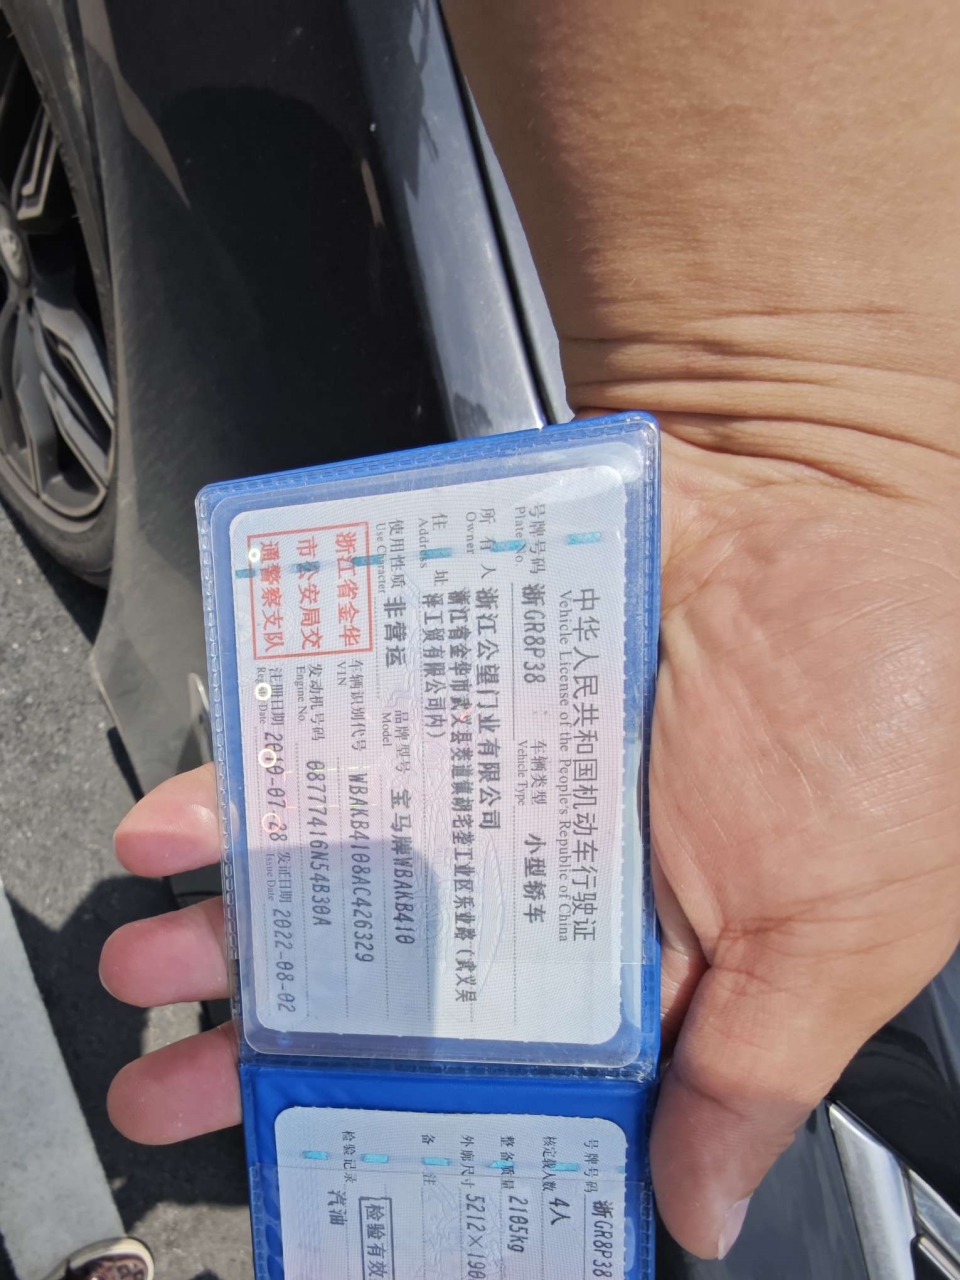 中华人民共和国机动车行驶证
Vehicle License of the People's Republic of China
号牌号码 浙GR8P38 车辆类型 小型轿车
Plate No. Vehicle Type
所有人 浙江公望门业有限公司
Owner
住址 浙江省金华市武义县茭道镇胡宅垄工业区乐业路(武义昊
Address 泽工贸有限公司内)
使用性质 非营运 品牌型号 宝马牌WBAKB410
Use Character Model
浙江省金华
市公安局交
通警察支队
车辆识别代号 WBAKB4108AC426329
VIN
发动机号码 08777416N54B30A
Engine No.
注册日期 2010-07-28 发证日期 2022-08-02
Register Date Issue Date
号牌号码 浙GR8P38
核定载人数 4人
整备质量 2105kg
外廓尺寸 5212×190
备注
检验有效
检验记录 汽油